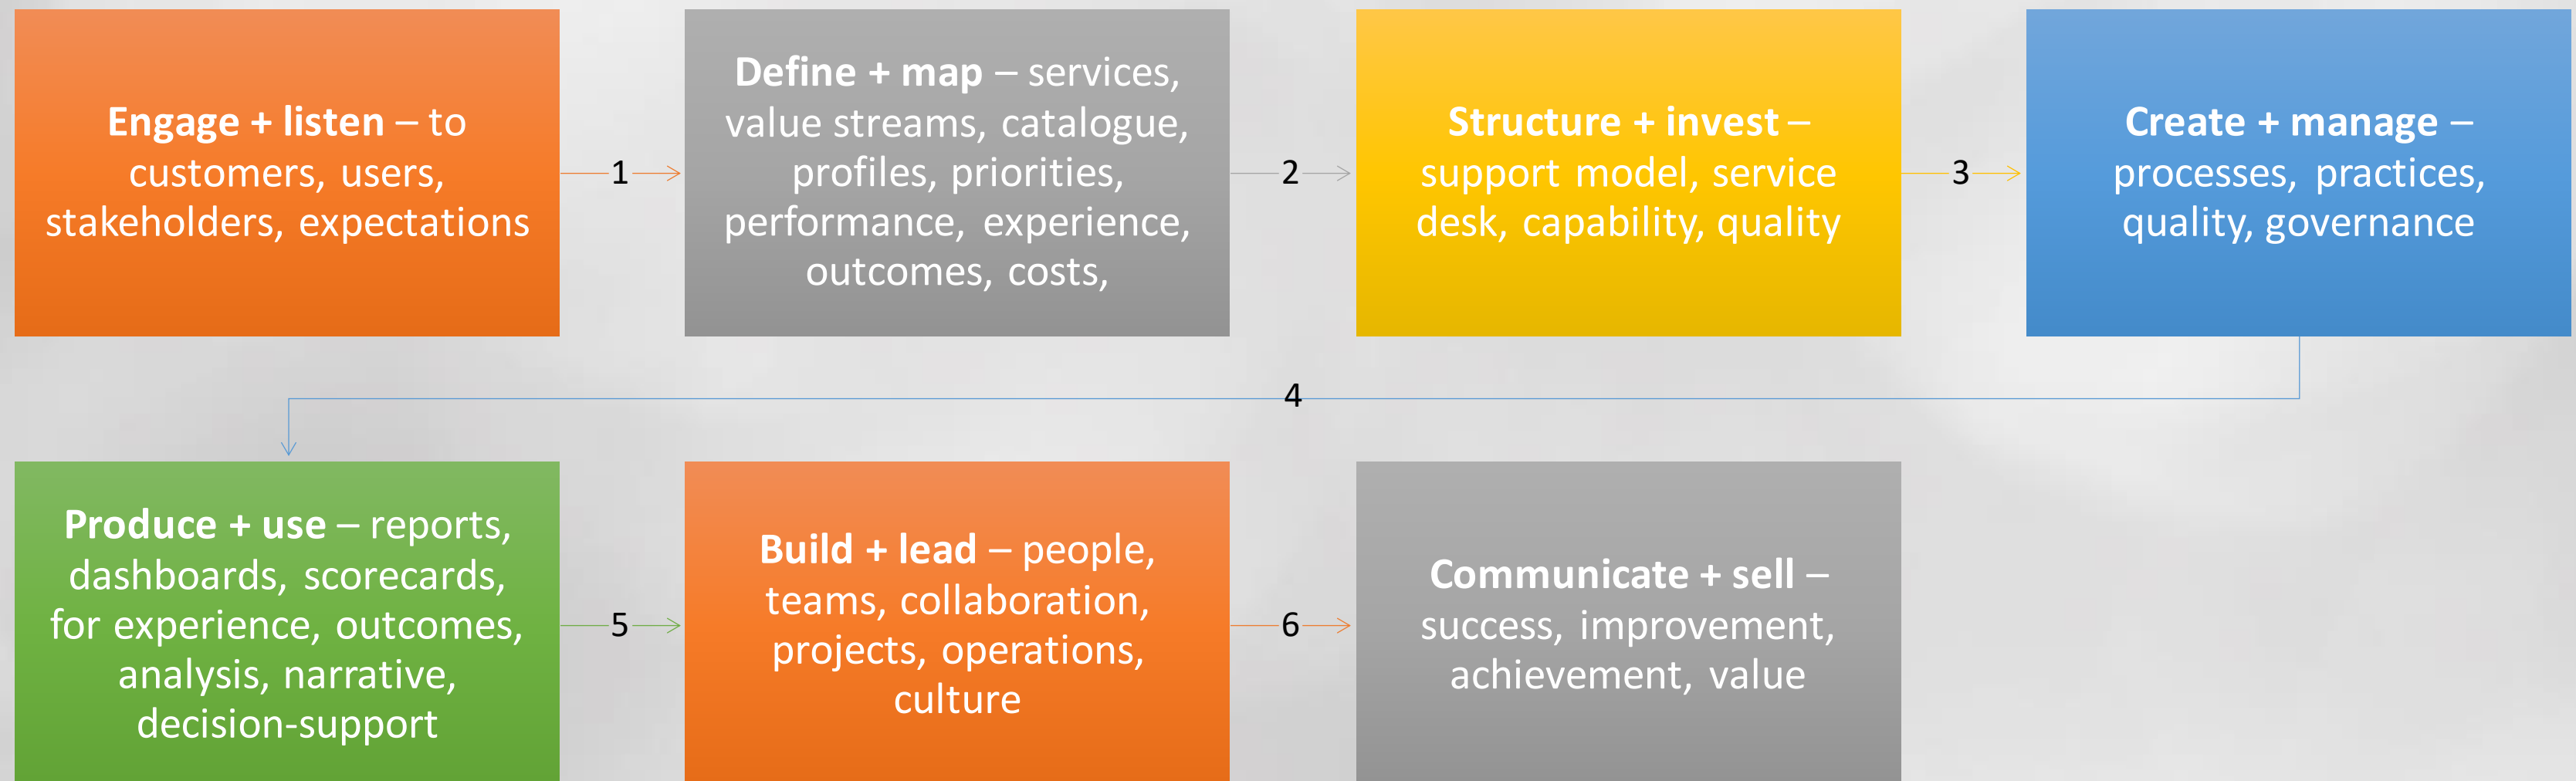 Engage + listen – to
customers, users,
stakeholders, expectations
1
Define + map – services,
value streams, catalogue,
profiles, priorities,
performance, experience,
outcomes, costs,
2
Structure + invest –
support model, service
desk, capability, quality
3
Create + manage –
processes, practices,
quality, governance
4
Produce + use – reports,
dashboards, scorecards,
for experience, outcomes,
analysis, narrative,
decision-support
5
Build + lead – people,
teams, collaboration,
projects, operations,
culture
6
Communicate + sell –
success, improvement,
achievement, value